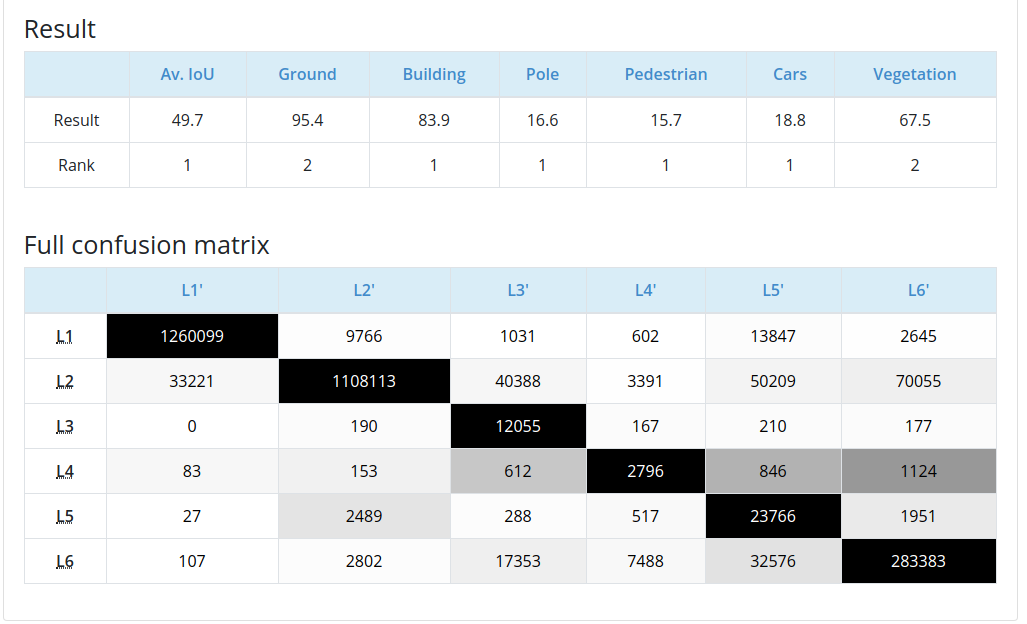 Result
Av. IoU Ground Building Pole Pedestrian Cars Vegetation
Result 49.7 95.4 83.9 16.6 15.7 18.8 67.5
Rank 1 2 1 1 1 1 2
Full confusion matrix
L1' L2' L3' L4' L5' L6'
L1 1260099 9766 1031 602 13847 2645
L2 33221 1108113 40388 3391 50209 70055
L3 0 190 12055 167 210 177
L4 83 153 612 2796 846 1124
L5 27 2489 288 517 23766 1951
L6 107 2802 17353 7488 32576 283383